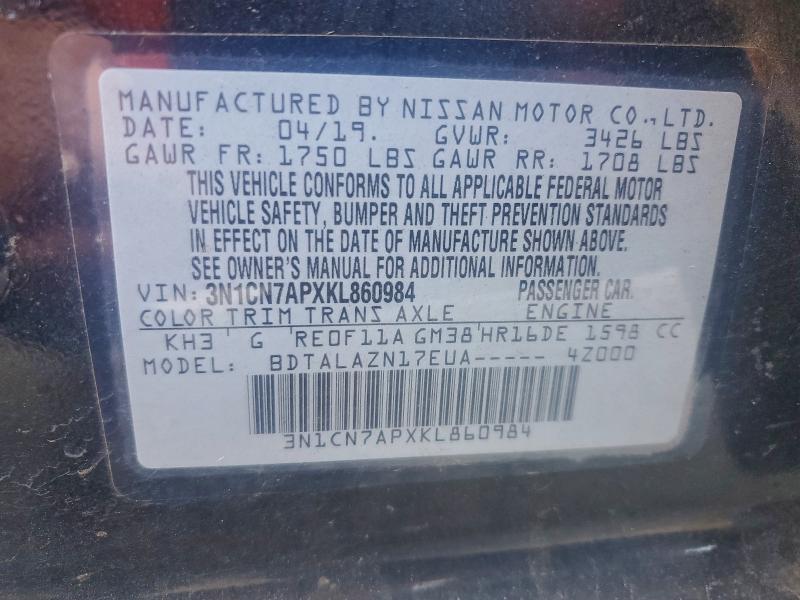 MANUFACTURED BY NISSAN MOTOR CO., LTD.
DATE: 04/19. GVWR: 3426 LBS
GAWR FR: 1750 LBS GAWR RR: 1708 LBS
THIS VEHICLE CONFORMS TO ALL APPLICABLE FEDERAL MOTOR
VEHICLE SAFETY, BUMPER AND THEFT PREVENTION STANDARDS
IN EFFECT ON THE DATE OF MANUFACTURE SHOWN ABOVE.
SEE OWNER'S MANUAL FOR ADDITIONAL INFORMATION.
VIN: 3N1CN7APXKL860984 PASSENGER CAR.
COLOR TRIM TRANS AXLE ENGINE
KH3 G RE0F11A GM38 HR16DE 1598 CC
MODEL: BDTALAZN17EUA----- 4Z000
3N1CN7APXKL860984